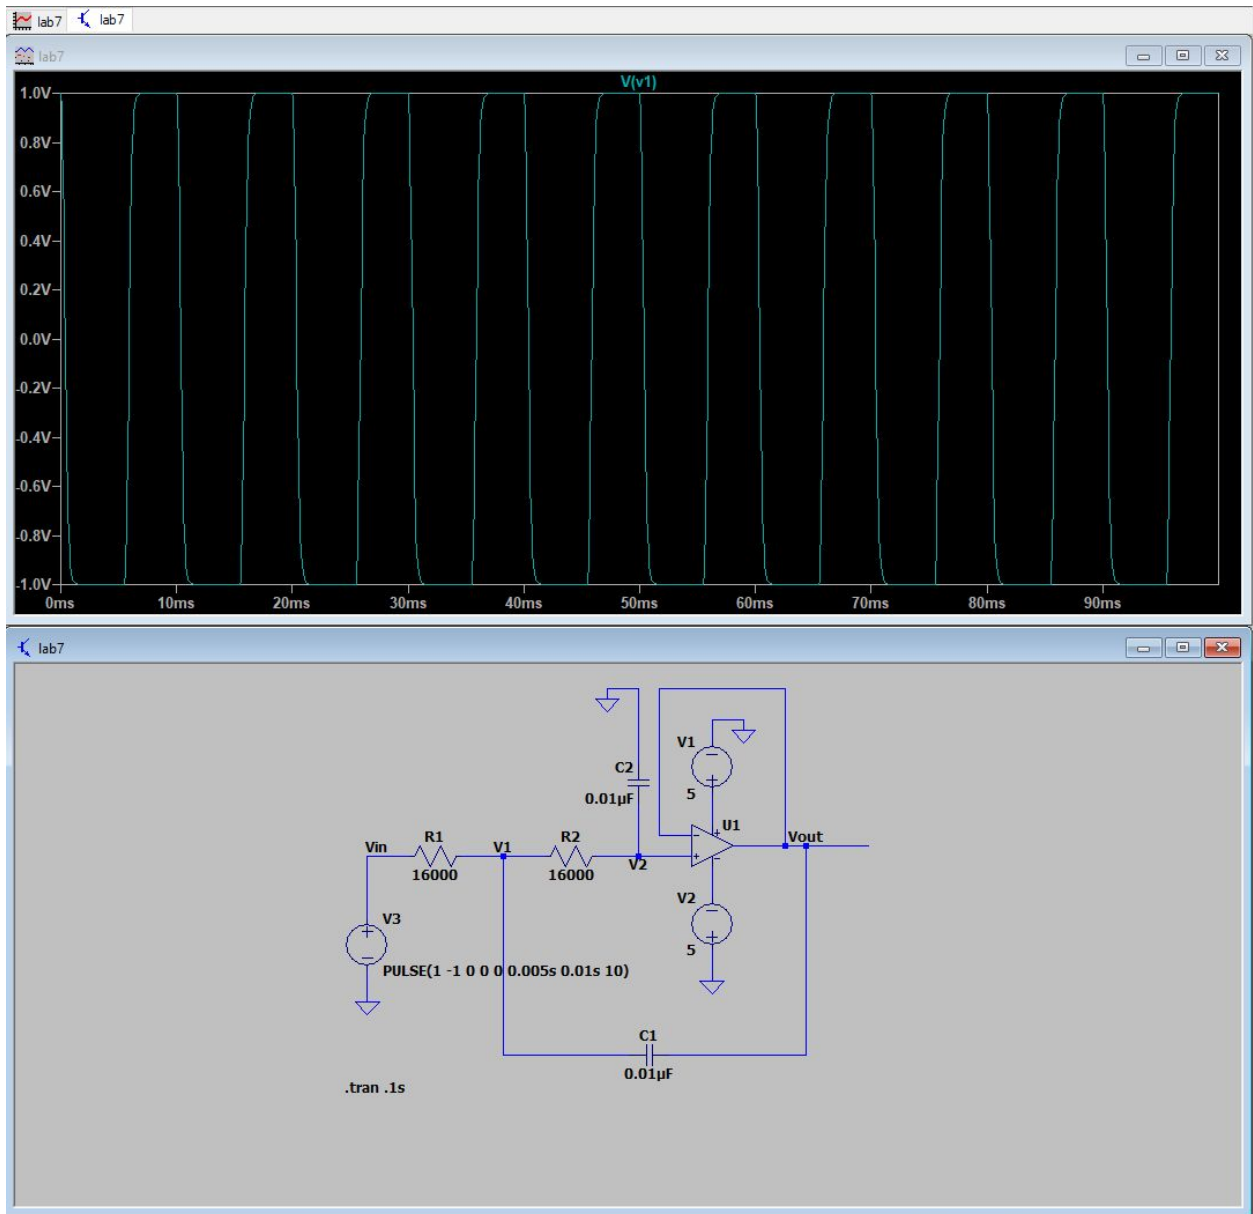 lab7 lab7
lab7
V(v1)
1.0V
0.8V
0.6V
0.4V
0.2V
0.0V
-0.2V
-0.4V
-0.6V
-0.8V
-1.0V
0ms 10ms 20ms 30ms 40ms 50ms 60ms 70ms 80ms 90ms
lab7
V1
C2
5
0.01µF
U1
Vin R1 V1 R2 V2 Vout
16000 16000
V2
V3
5
PULSE(1 -1 0 0 0 0.005s 0.01s 10)
C1
0.01µF
.tran .1s